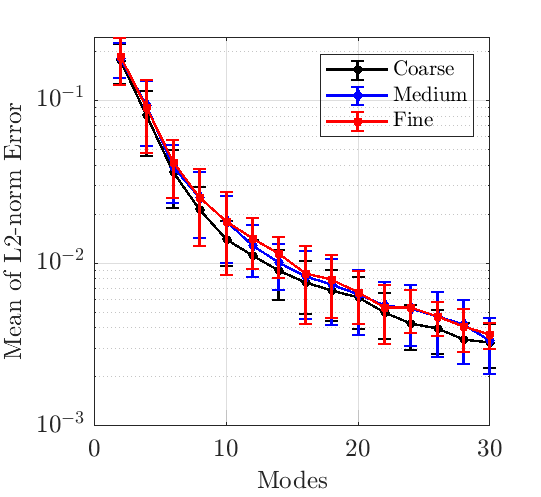 Coarse
Medium
Fine
10^{-1}
10^{-2}
10^{-3}
Mean of L2-norm Error
0 10 20 30
Modes